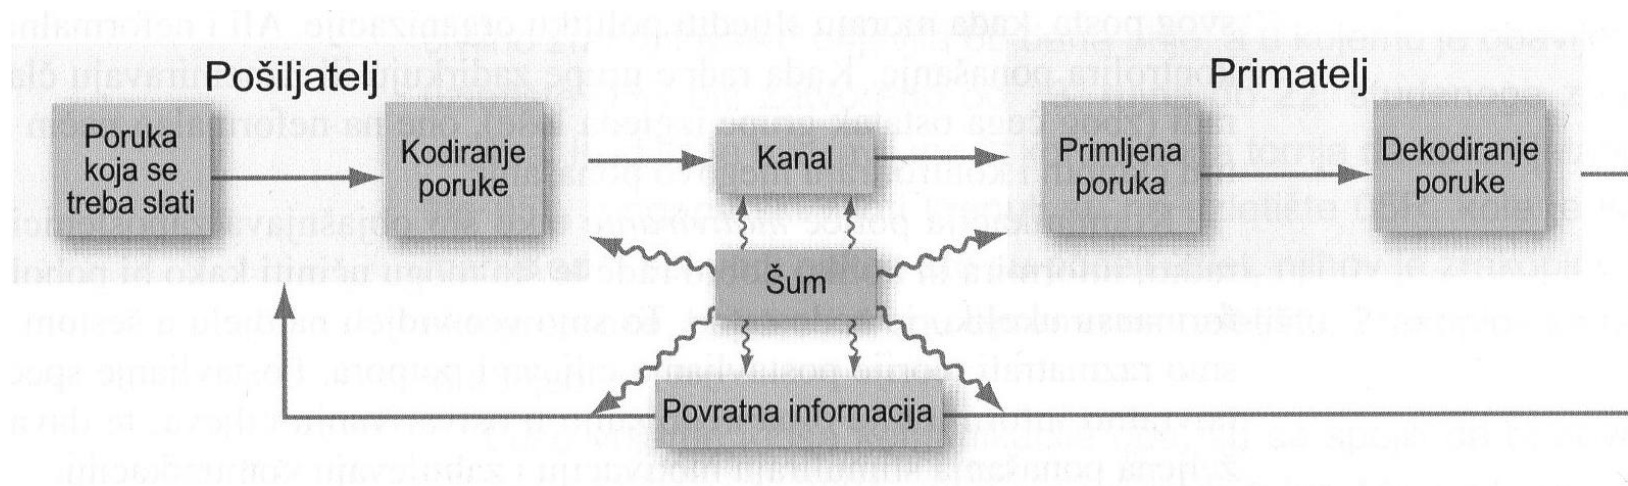 Pošiljatelj
Primatelj
Poruka
koja se
treba slati
Kodiranje
poruke
Kanal
Primljena
poruka
Dekodiranje
poruke
Šum
Povratna informacija